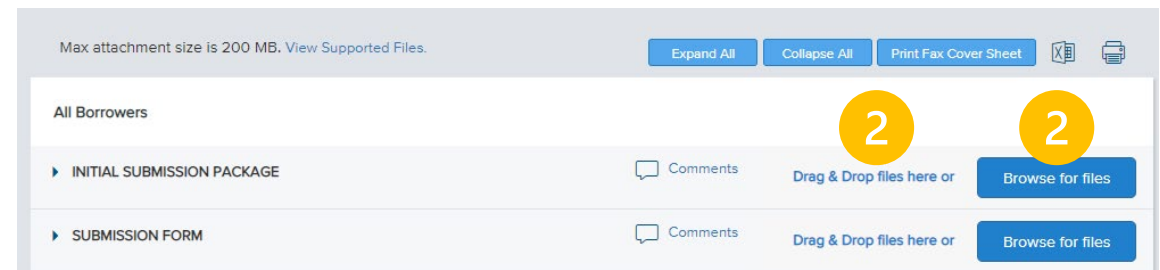 Max attachment size is 200 MB. View Supported Files.
Expand All
Collapse All
Print Fax Cover Sheet
All Borrowers
2
2
INITIAL SUBMISSION PACKAGE
Comments
Drag & Drop files here or
Browse for files
SUBMISSION FORM
Comments
Drag & Drop files here or
Browse for files